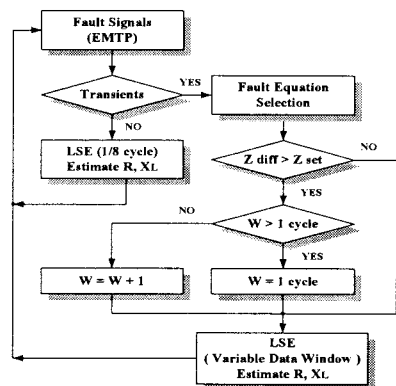 Fault Signals
(EMTP)
Transients
YES
Fault Equation
Selection
NO
LSE (1/8 cycle)
Estimate R, XL
Z diff > Z set
NO
YES
NO
W > 1 cycle
YES
W = W + 1
W = 1 cycle
LSE
( Variable Data Window )
Estimate R, XL